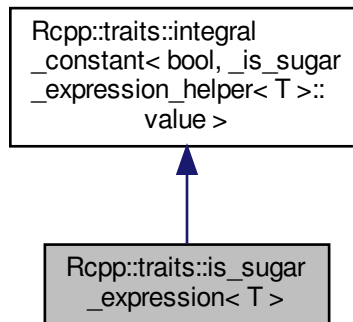 Rcpp::traits::integral
_constant< bool, _is_sugar
_expression_helper< T >::
value >
Rcpp::traits::is_sugar
_expression< T >